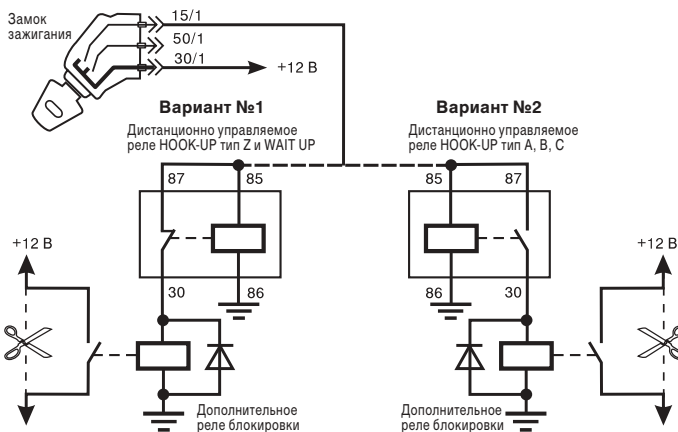 Замок
зажигания
15/1
50/1
30/1
+12 В
Вариант №1
Дистанционно управляемое
реле HOOK-UP тип Z и WAIT UP
Вариант №2
Дистанционно управляемое
реле HOOK-UP тип A, B, C
87
85
85
87
+12 В
+12 В
30
86
86
30
Дополнительное
реле блокировки
Дополнительное
реле блокировки